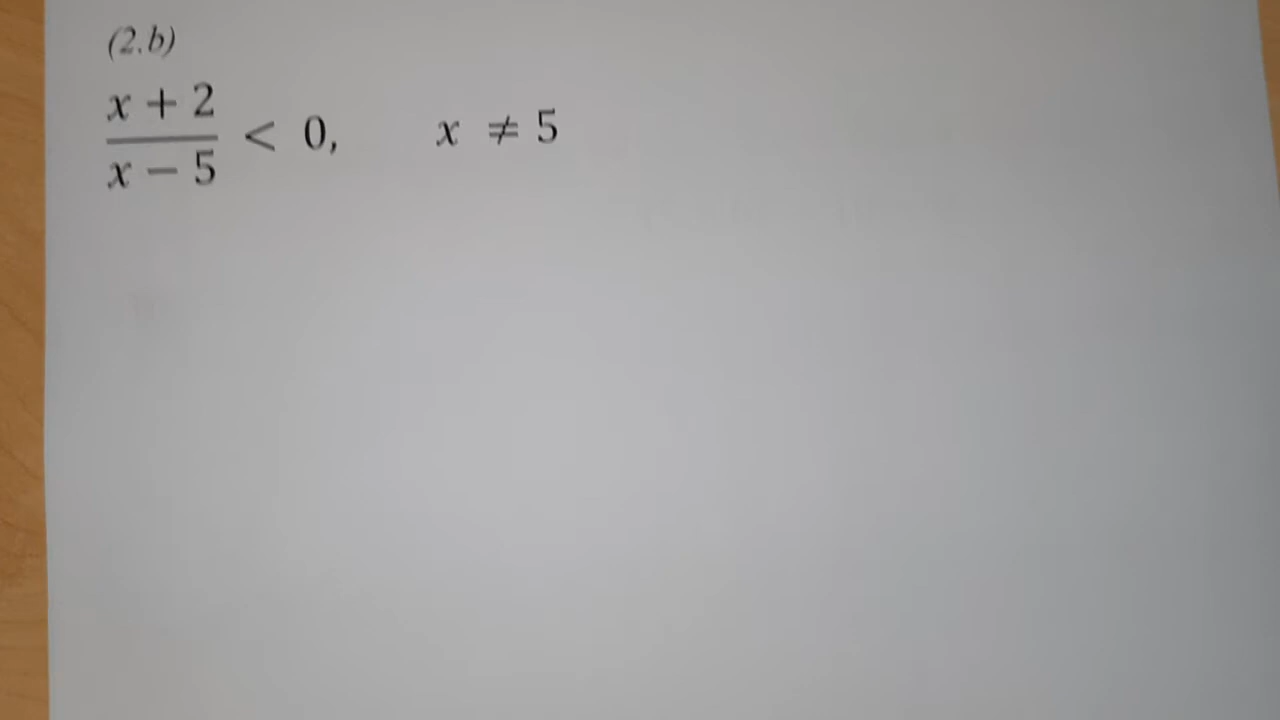 (2.b)
x + 2
x − 5 < 0, x ≠ 5